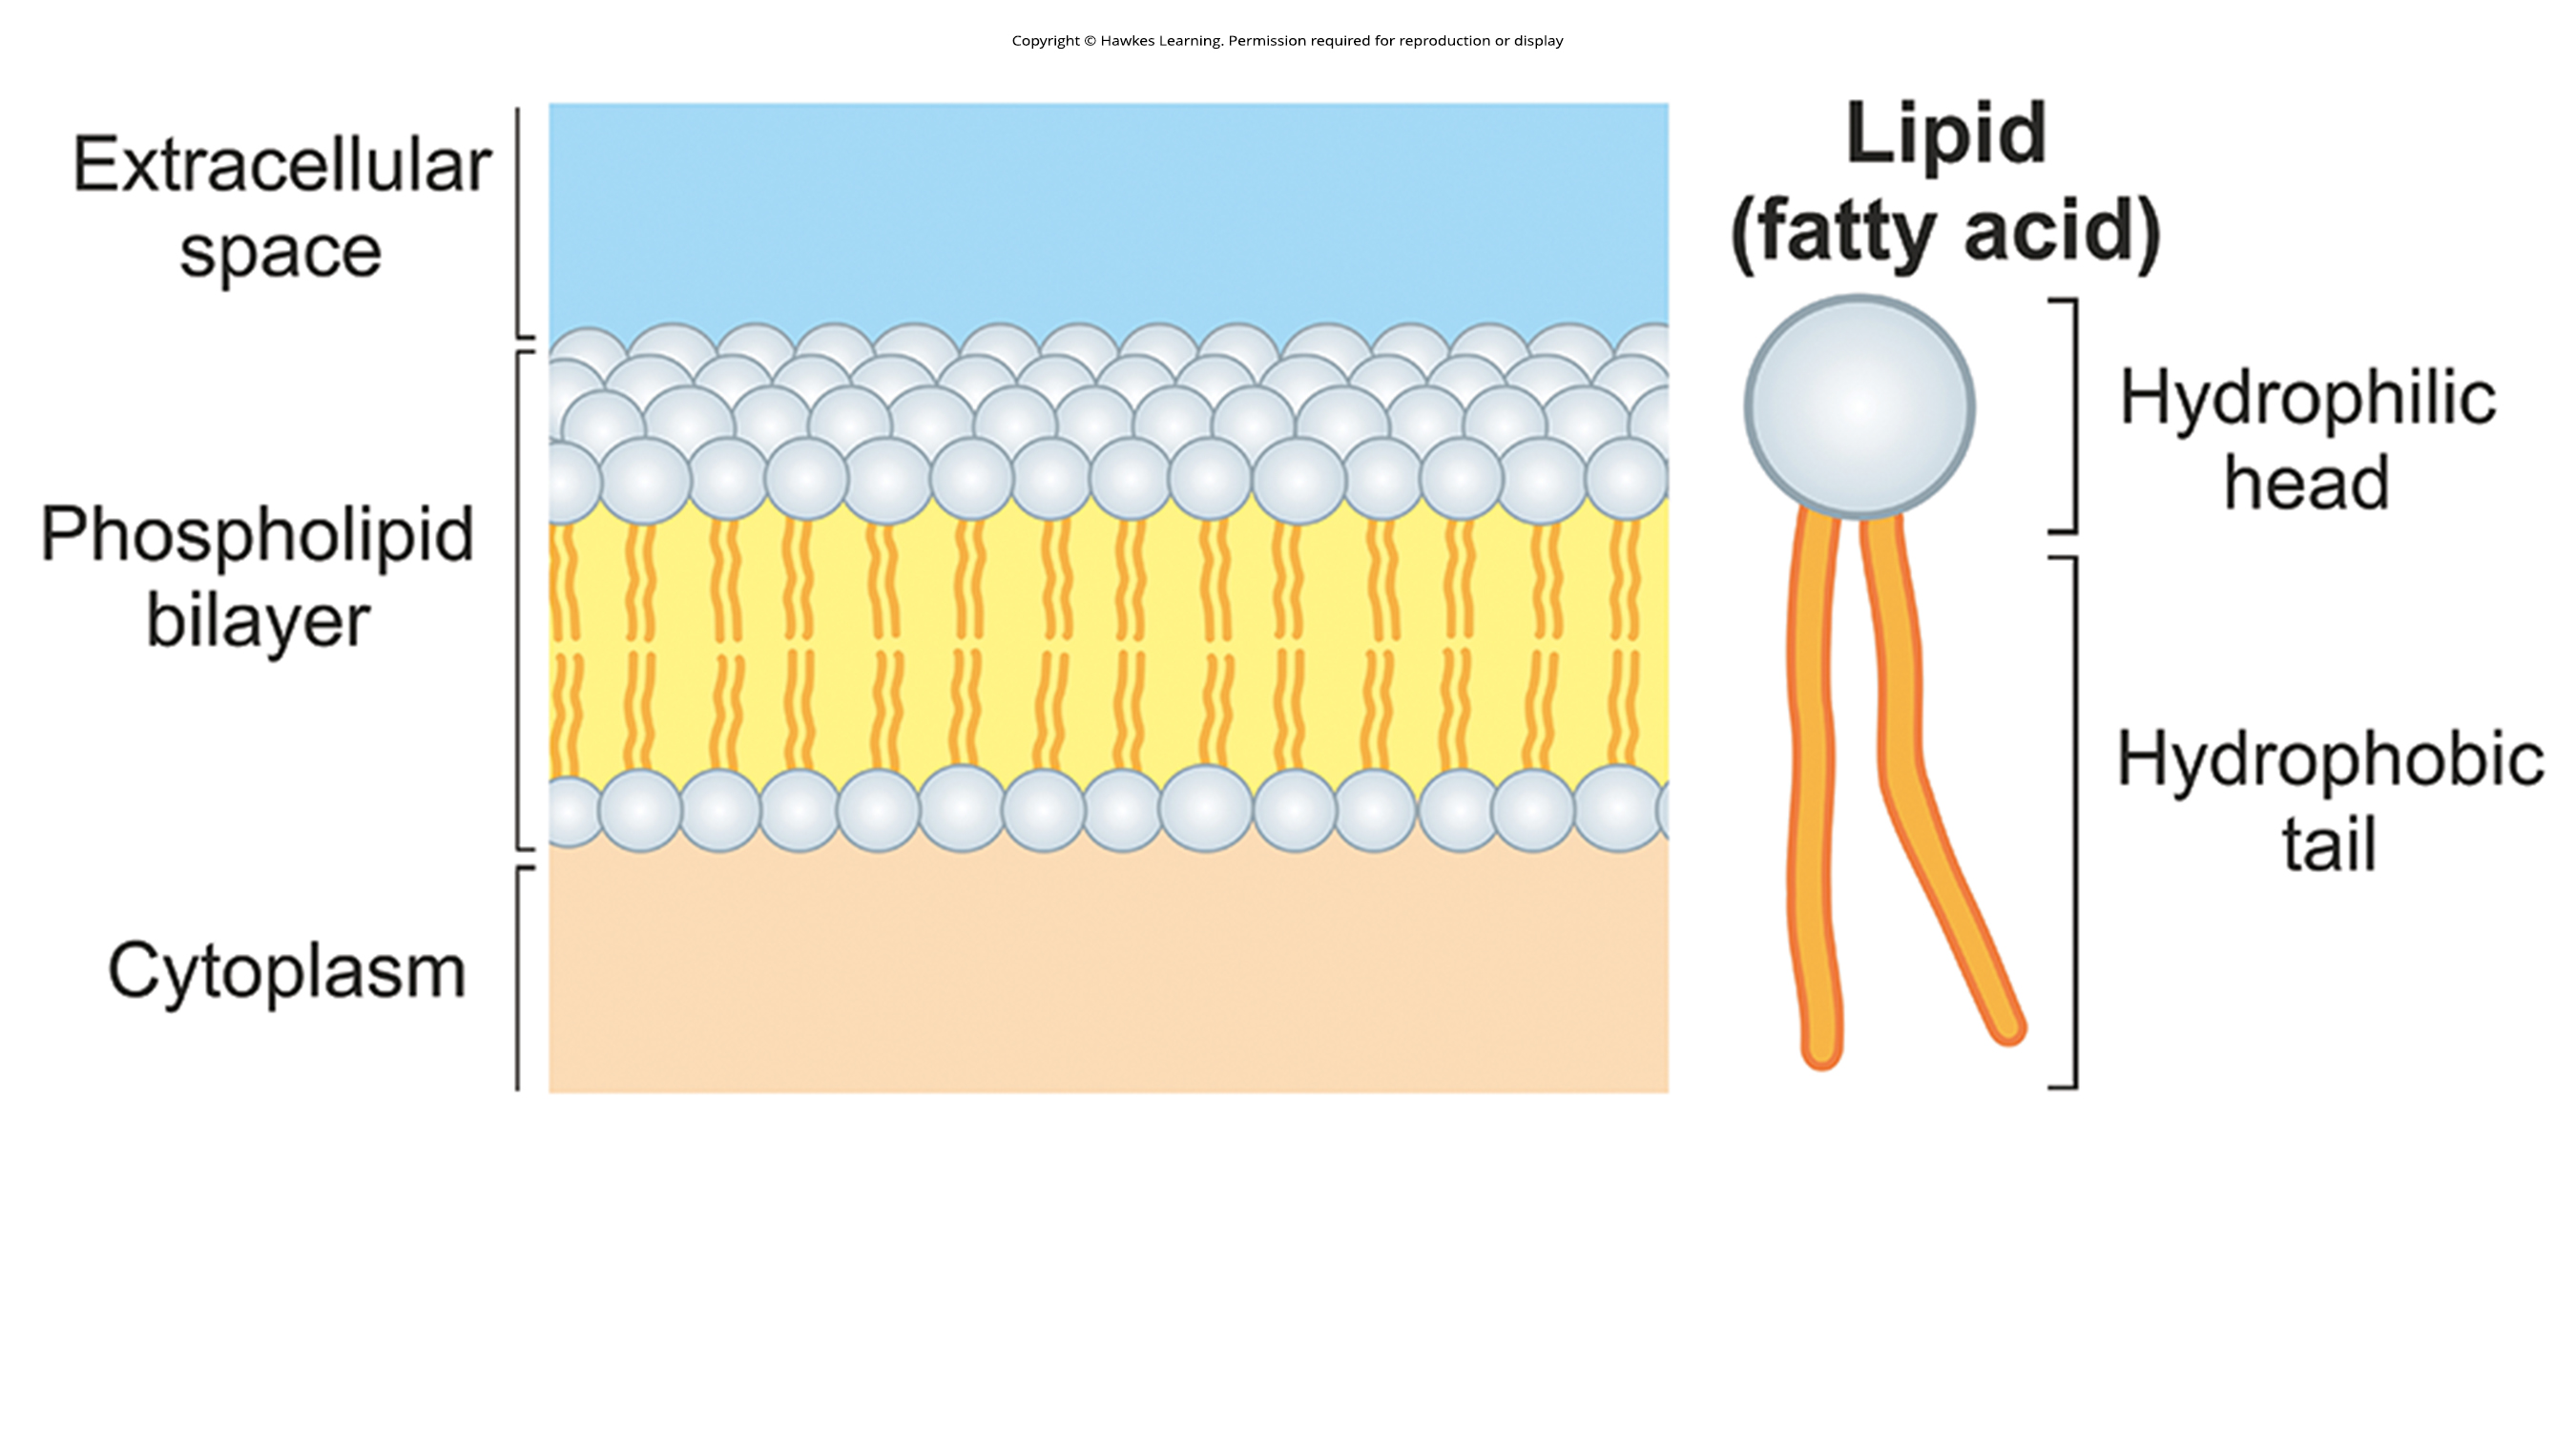 Copyright © Hawkes Learning. Permission required for reproduction or display
Extracellular
space
Phospholipid
bilayer
Cytoplasm
Lipid
(fatty acid)
Hydrophilic
head
Hydrophobic
tail